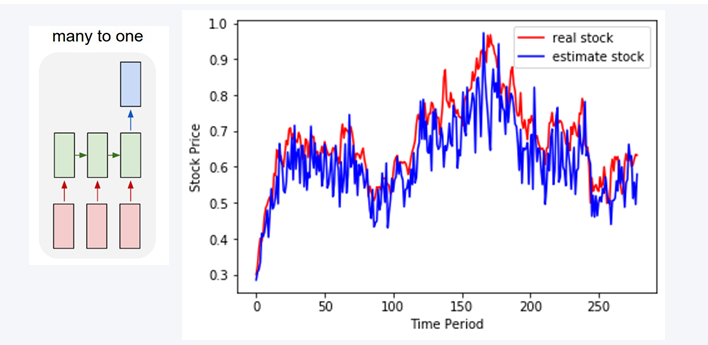 many to one
real stock
estimate stock
1.0
0.9
0.8
0.7
0.6
0.5
0.4
0.3
Stock Price
0 50 100 150 200 250
Time Period